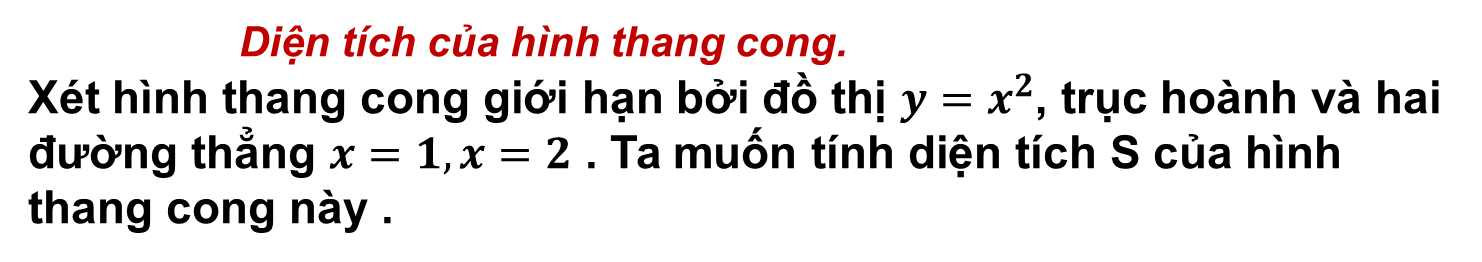 Diện tích của hình thang cong.
Xét hình thang cong giới hạn bởi đồ thị y = x², trục hoành và hai
đường thẳng x = 1, x = 2 . Ta muốn tính diện tích S của hình
thang cong này .